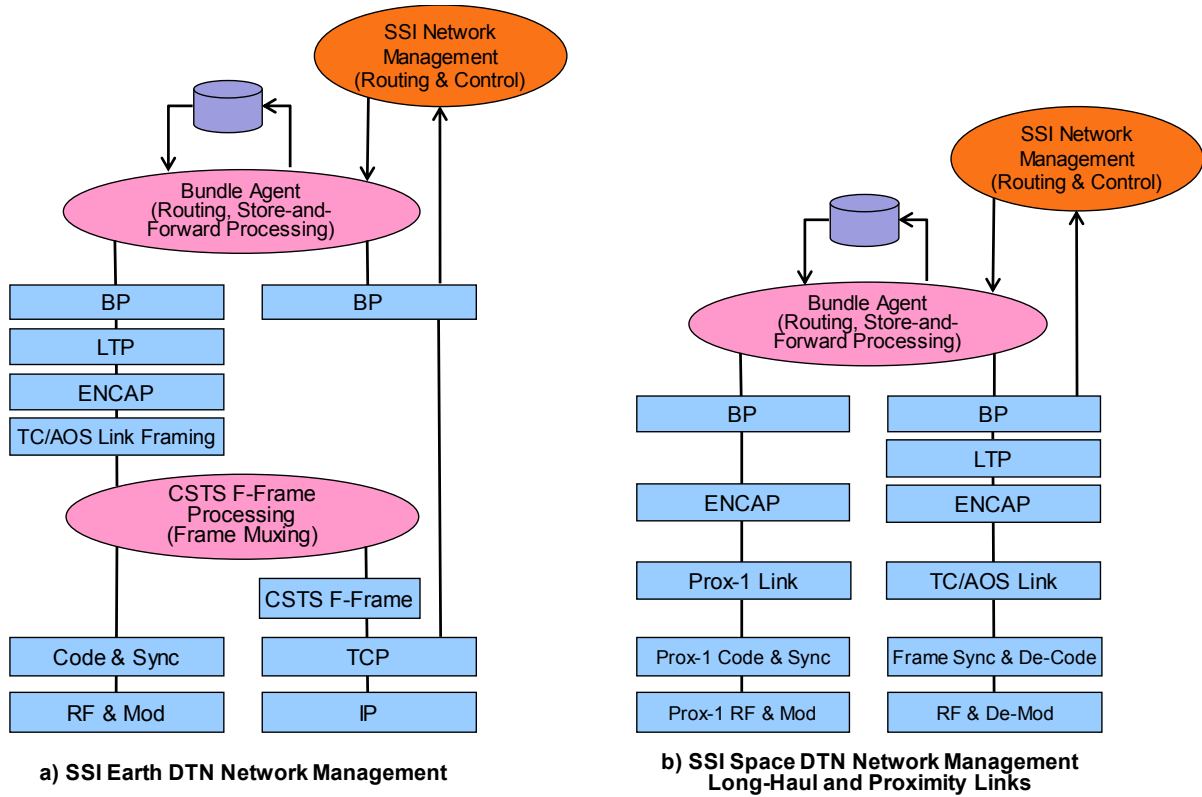 SSI Network
Management
(Routing & Control)
Bundle Agent
(Routing, Store-and-
Forward Processing)
BP
BP
LTP
ENCAP
TC/AOS Link Framing
CSTS F-Frame
Processing
(Frame Muxing)
CSTS F-Frame
Code & Sync
TCP
RF & Mod
IP
a) SSI Earth DTN Network Management
SSI Network
Management
(Routing & Control)
Bundle Agent
(Routing, Store-and-
Forward Processing)
BP
BP
LTP
ENCAP
ENCAP
Prox-1 Link
TC/AOS Link
Prox-1 Code & Sync
Frame Sync & De-Code
Prox-1 RF & Mod
RF & De-Mod
b) SSI Space DTN Network Management
Long-Haul and Proximity Links